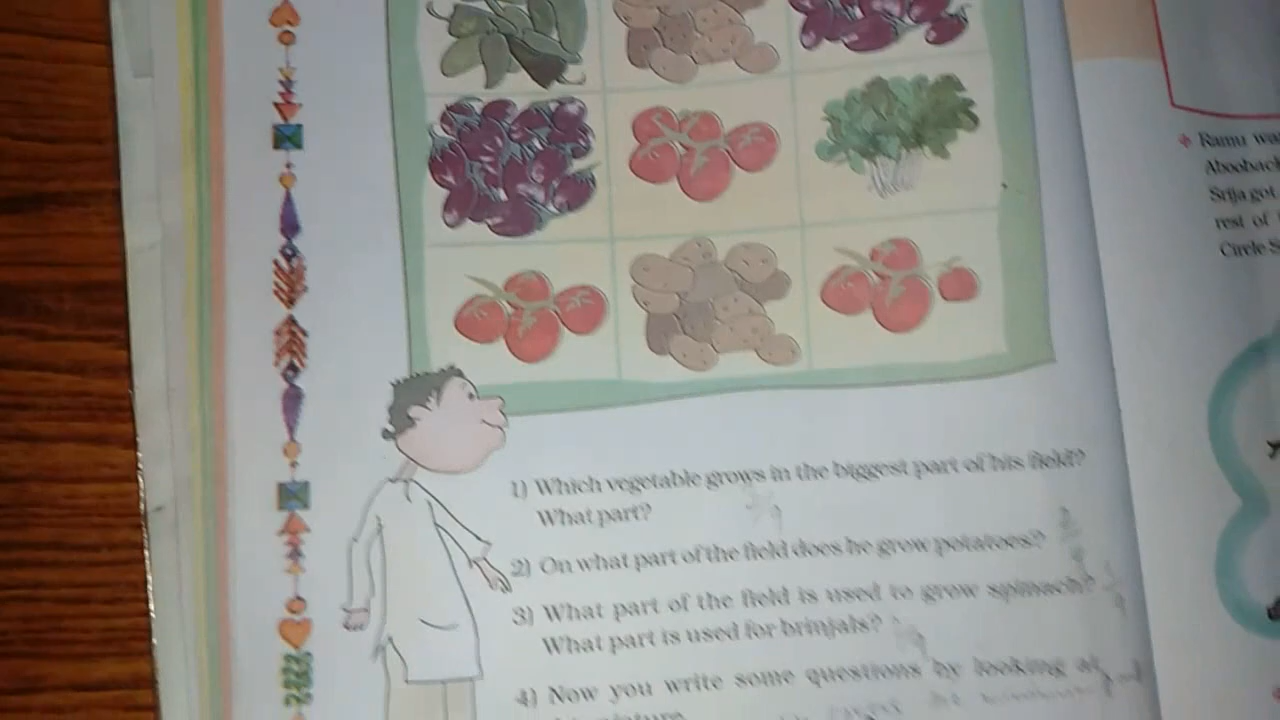 1) Which vegetable grows in the biggest part of his field?
What part?
2) On what part of the field does he grow potatoes?
3) What part of the field is used to grow spinach?
What part is used for brinjals?
4) Now you write some questions by looking at
Ramu
Srija got
rest of
Circle